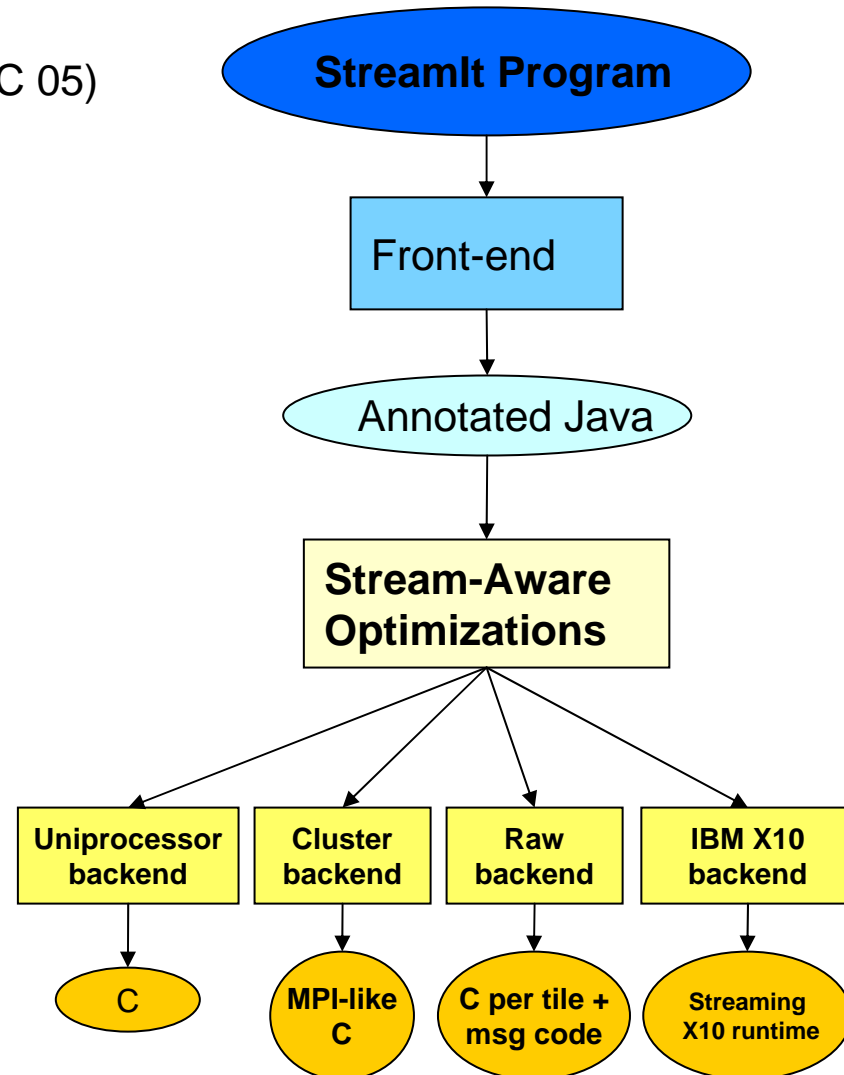 C 05)
StreamIt Program
Front-end
Annotated Java
Stream-Aware
Optimizations
Uniprocessor
backend
Cluster
backend
Raw
backend
IBM X10
backend
C
MPI-like
C
C per tile +
msg code
Streaming
X10 runtime